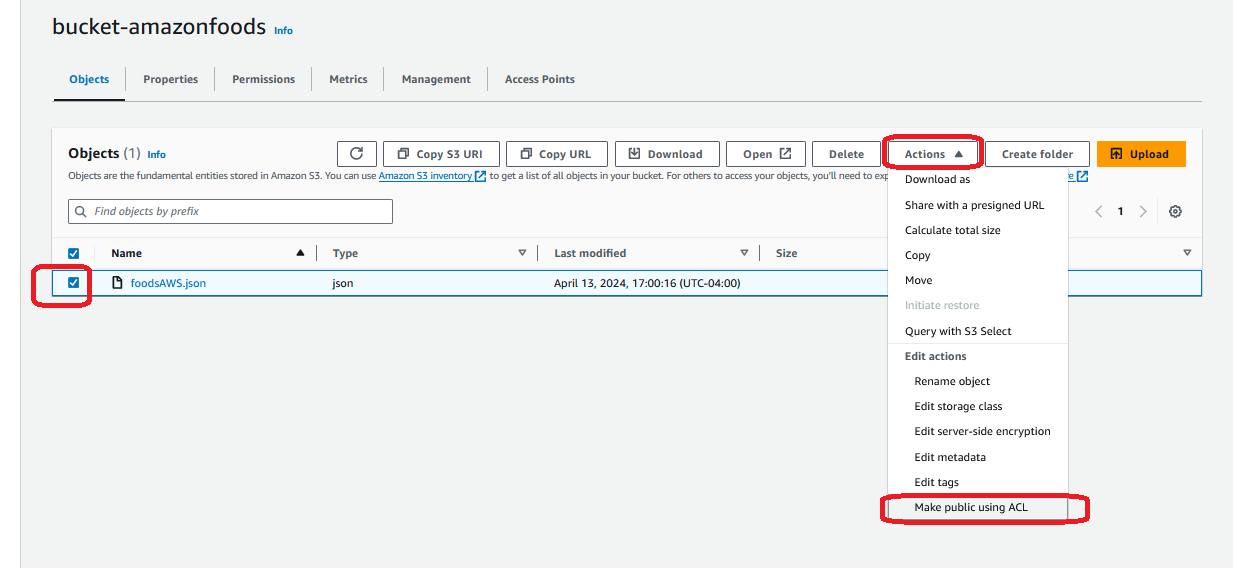 bucket-amazonfoods Info
Objects Properties Permissions Metrics Management Access Points
Objects (1) Info Copy S3 URI Copy URL Download Open Delete Actions Create folder Upload
Objects are the fundamental entities stored in Amazon S3. You can use Amazon S3 inventory to get a list of all objects in your bucket. For others to access your objects, you'll need to
Find objects by prefix 1
Name Type Last modified Size
foodsAWS.json json April 13, 2024, 17:00:16 (UTC-04:00)
Download as
Share with a presigned URL
Calculate total size
Copy
Move
Initiate restore
Query with S3 Select
Edit actions
Rename object
Edit storage class
Edit server-side encryption
Edit metadata
Edit tags
Make public using ACL